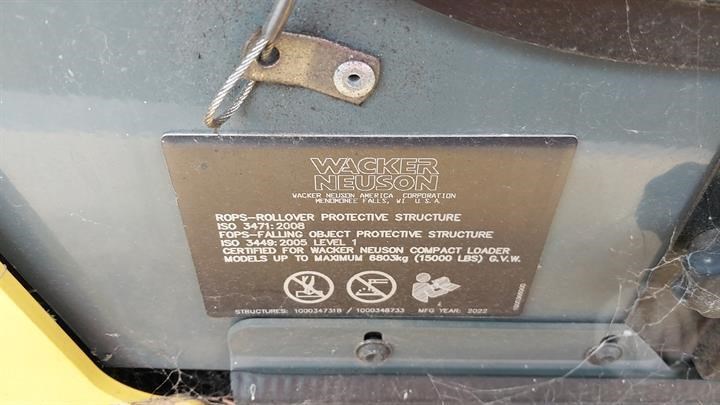 WACKER
NEUSON
WACKER NEUSON AMERICA CORPORATION
MENOMONEE FALLS, WI U.S.A.
ROPS-ROLLOVER PROTECTIVE STRUCTURE
ISO 3471:2008
FOPS-FALLING OBJECT PROTECTIVE STRUCTURE
ISO 3449:2005 LEVEL 1
CERTIFIED FOR WACKER NEUSON COMPACT LOADER
MODELS UP TO MAXIMUM 6803kg (15000 LBS) G.V.W.
STRUCTURES: 1000347318 / 1000348733 MFG YEAR: 2022